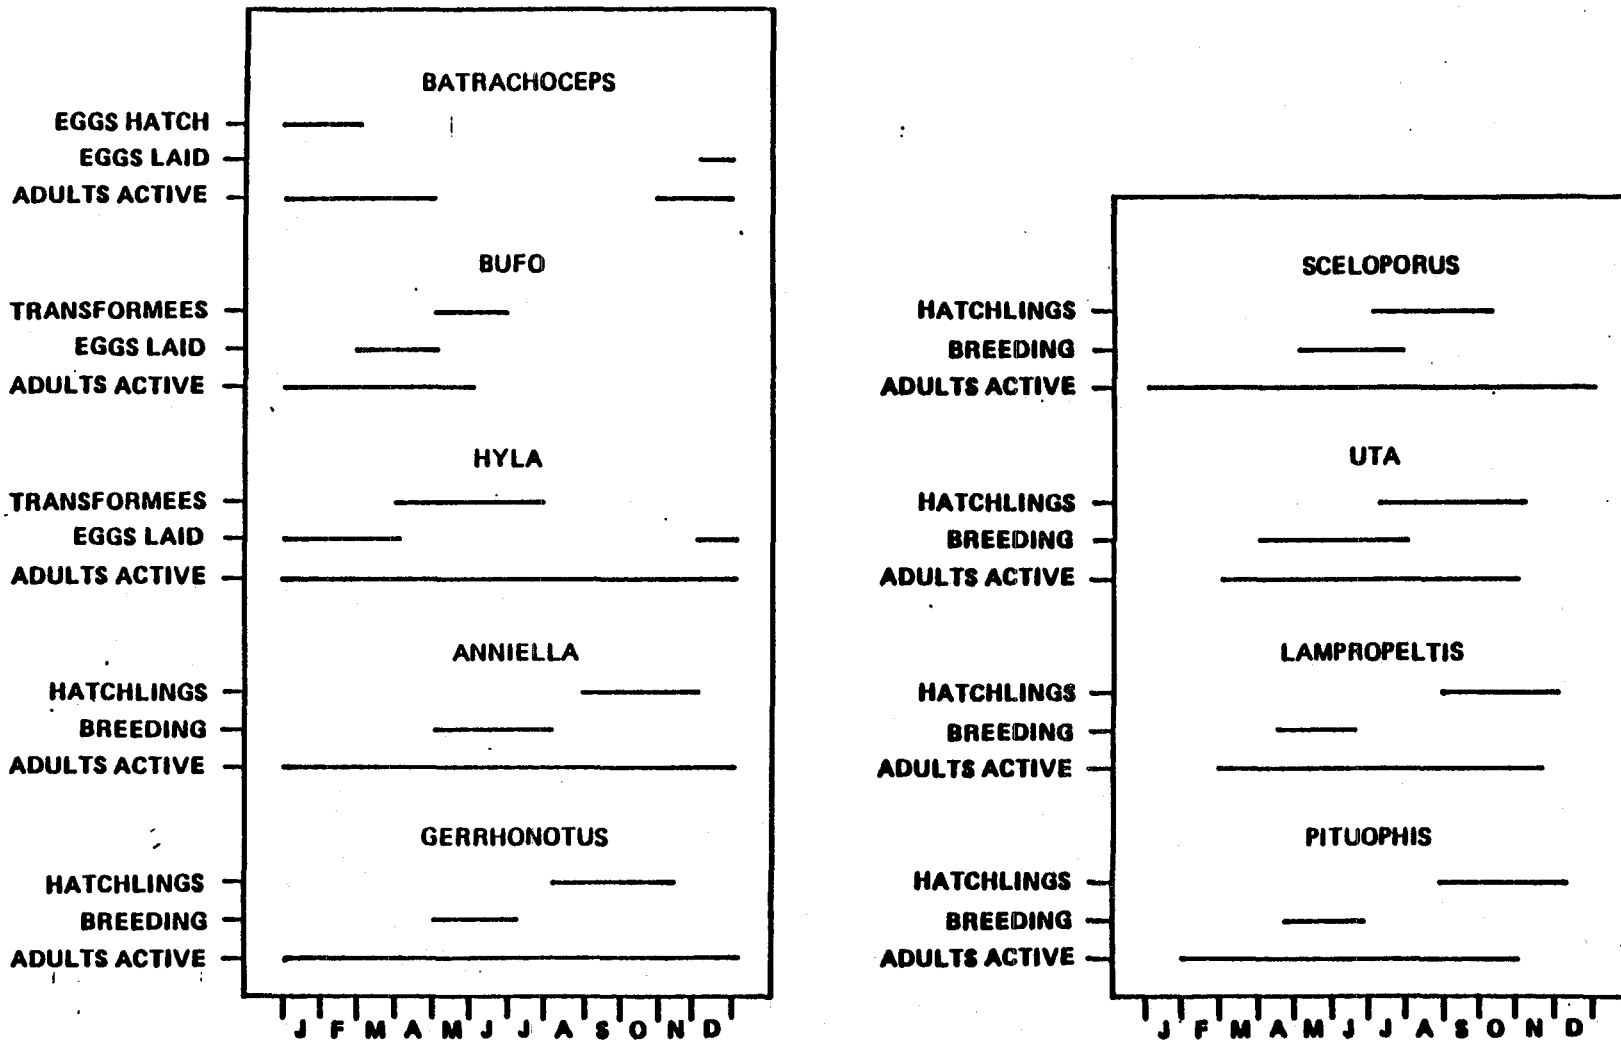 BATRACHOCEPS
EGGS HATCH
EGGS LAID
ADULTS ACTIVE
BUFO
TRANSFORMEES
EGGS LAID
ADULTS ACTIVE
HYLA
TRANSFORMEES
EGGS LAID
ADULTS ACTIVE
ANNIELLA
HATCHLINGS
BREEDING
ADULTS ACTIVE
GERRHONOTUS
HATCHLINGS
BREEDING
ADULTS ACTIVE
J F M A M J J A S O N D
SCELOPORUS
HATCHLINGS
BREEDING
ADULTS ACTIVE
UTA
HATCHLINGS
BREEDING
ADULTS ACTIVE
LAMPROPELTIS
HATCHLINGS
BREEDING
ADULTS ACTIVE
PITUOPHIS
HATCHLINGS
BREEDING
ADULTS ACTIVE
J F M A M J J A S O N D